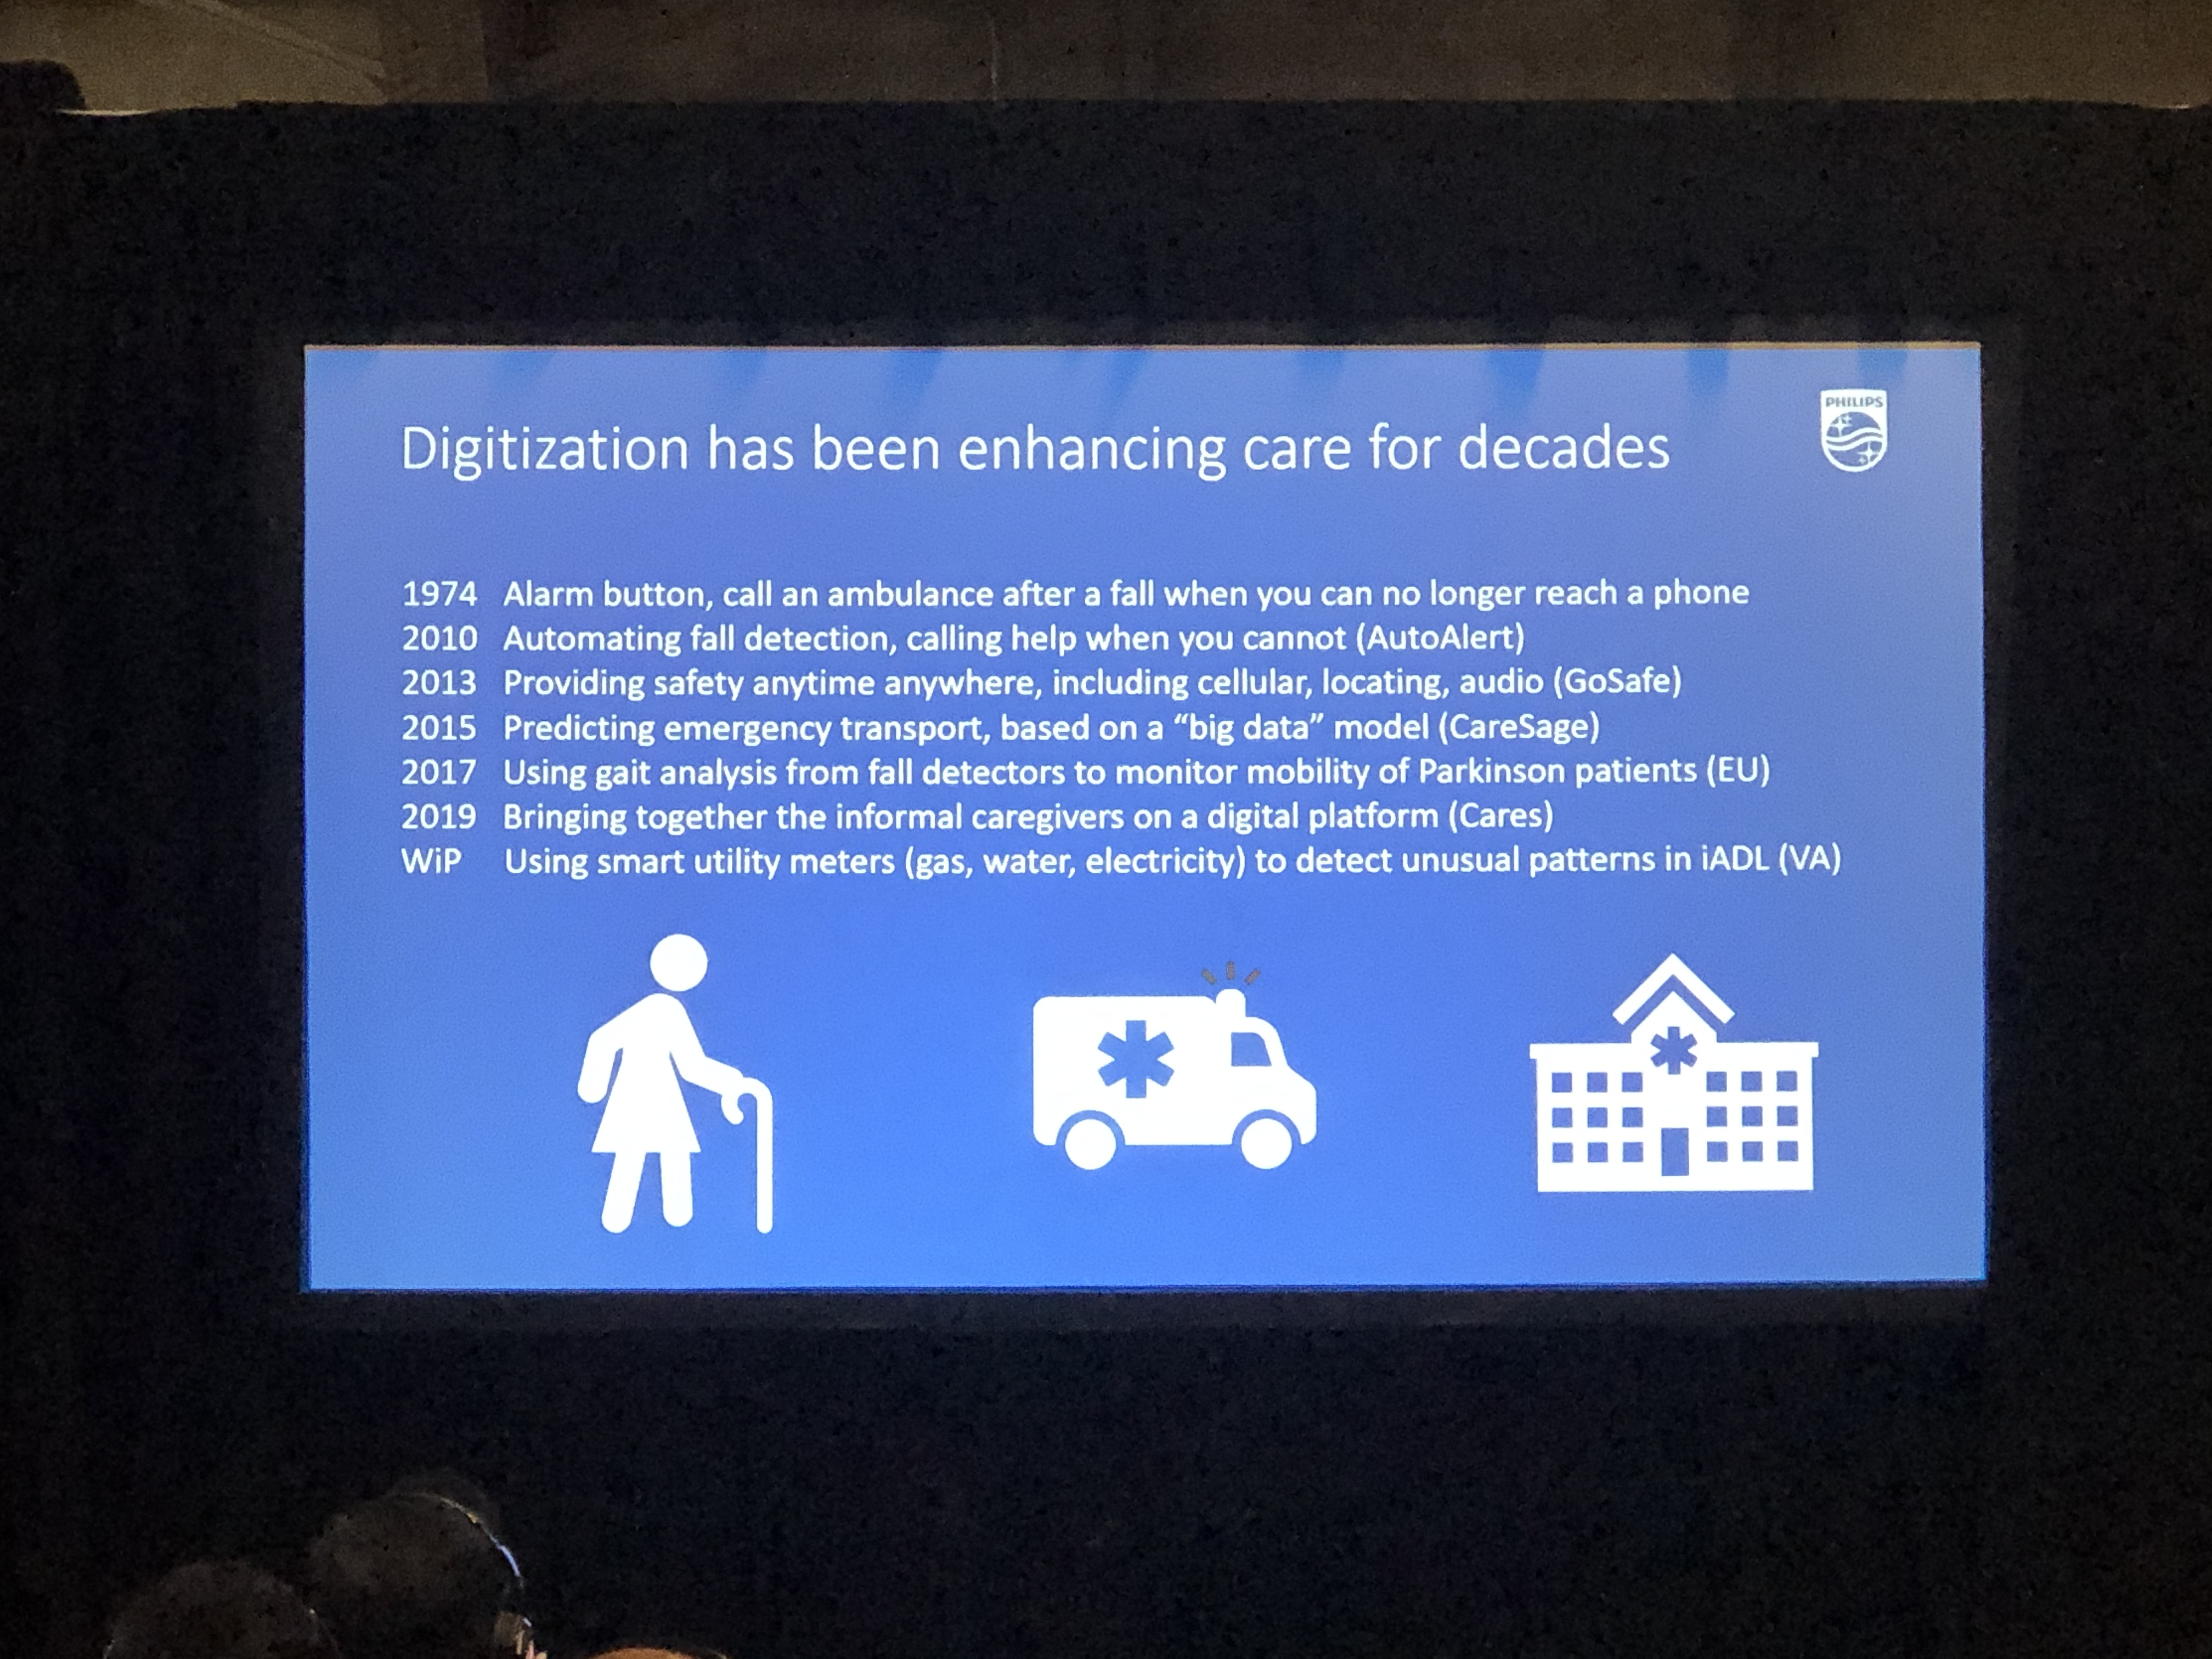 PHILIPS
Digitization has been enhancing care for decades
1974 Alarm button, call an ambulance after a fall when you can no longer reach a phone
2010 Automating fall detection, calling help when you cannot (AutoAlert)
2013 Providing safety anytime anywhere, including cellular, locating, audio (GoSafe)
2015 Predicting emergency transport, based on a “big data” model (CareSage)
2017 Using gait analysis from fall detectors to monitor mobility of Parkinson patients (EU)
2019 Bringing together the informal caregivers on a digital platform (Cares)
WiP Using smart utility meters (gas, water, electricity) to detect unusual patterns in iADL (VA)